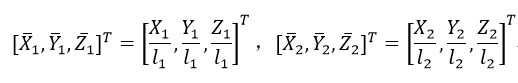 [X̄₁, Ȳ₁, Z̄₁]ᵀ = [X₁/l₁, Y₁/l₁, Z₁/l₁]ᵀ , [X̄₂, Ȳ₂, Z̄₂]ᵀ = [X₂/l₂, Y₂/l₂, Z₂/l₂]ᵀ.